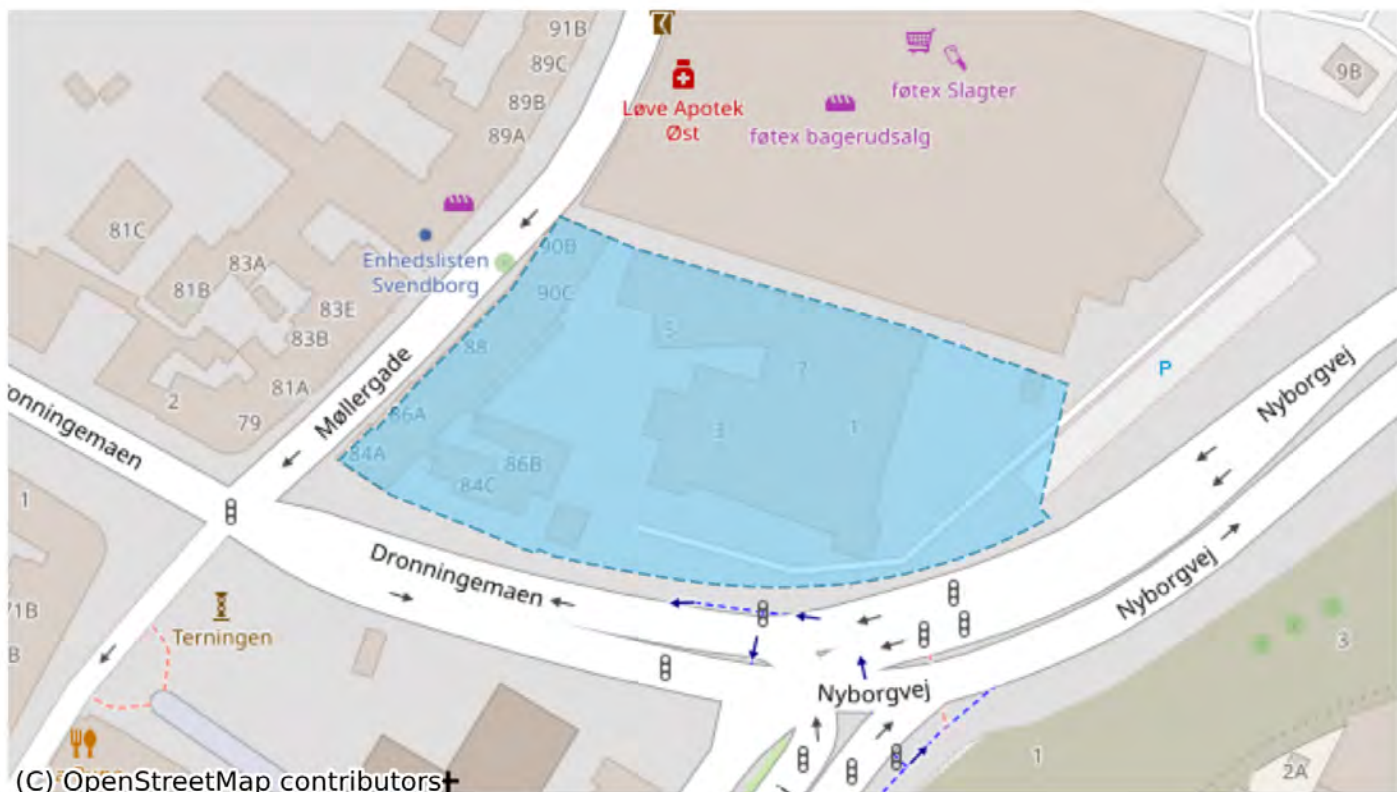 91B
89C
89B
89A
Løve Apotek
Øst
føtex Slagter
føtex bagerudsalg
9B
81C
83A
81B
83E
83B
81A
2
79
Enhedslisten
Svendborg
90B
90C
88
86A
84A
86B
84C
5
7
3
1
P
Møllergade
onningemaen
Nyborgvej
1
Dronningemaen
Terningen
71B
B
Nyborgvej
Nyborgvej
3
1
2A
(C) OpenStreetMap contributors